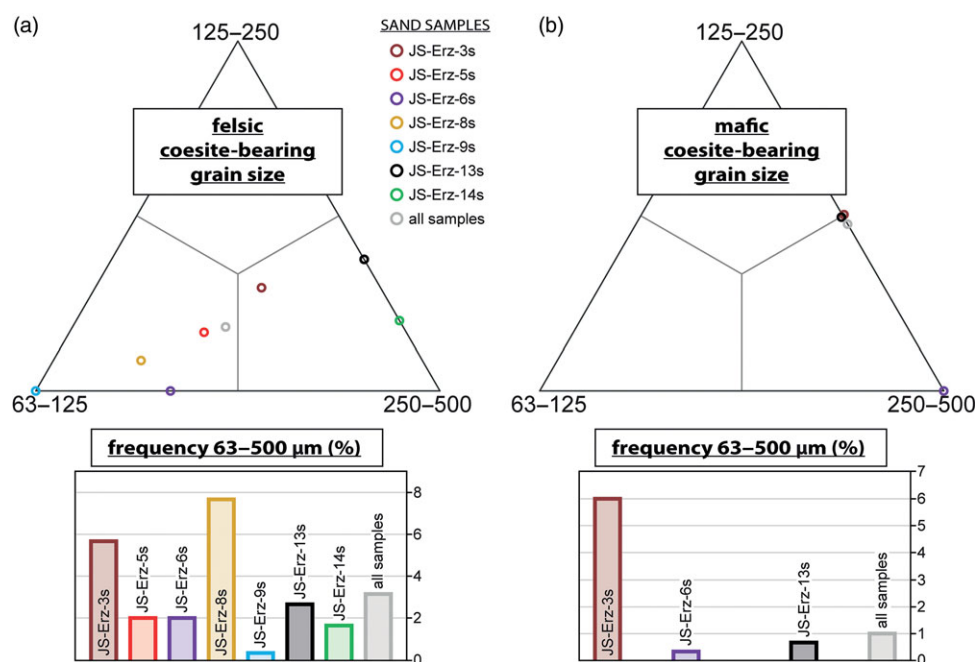 (a)
125–250
felsic
coesite-bearing
grain size
63–125
250–500
SAND SAMPLES
JS-Erz-3s
JS-Erz-5s
JS-Erz-6s
JS-Erz-8s
JS-Erz-9s
JS-Erz-13s
JS-Erz-14s
all samples
(b)
125–250
mafic
coesite-bearing
grain size
63–125
250–500
frequency 63–500 µm (%)
8
6
4
2
0
JS-Erz-3s
JS-Erz-5s
JS-Erz-6s
JS-Erz-8s
JS-Erz-9s
JS-Erz-13s
JS-Erz-14s
all samples
frequency 63–500 µm (%)
7
6
5
4
3
2
1
0
JS-Erz-3s
JS-Erz-6s
JS-Erz-13s
all samples